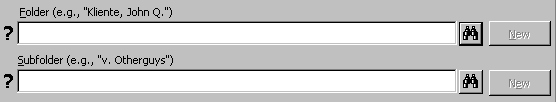 Folder (e.g., "Kliente, John Q.")
? New
Subfolder (e.g., "v. Otherguys")
? New